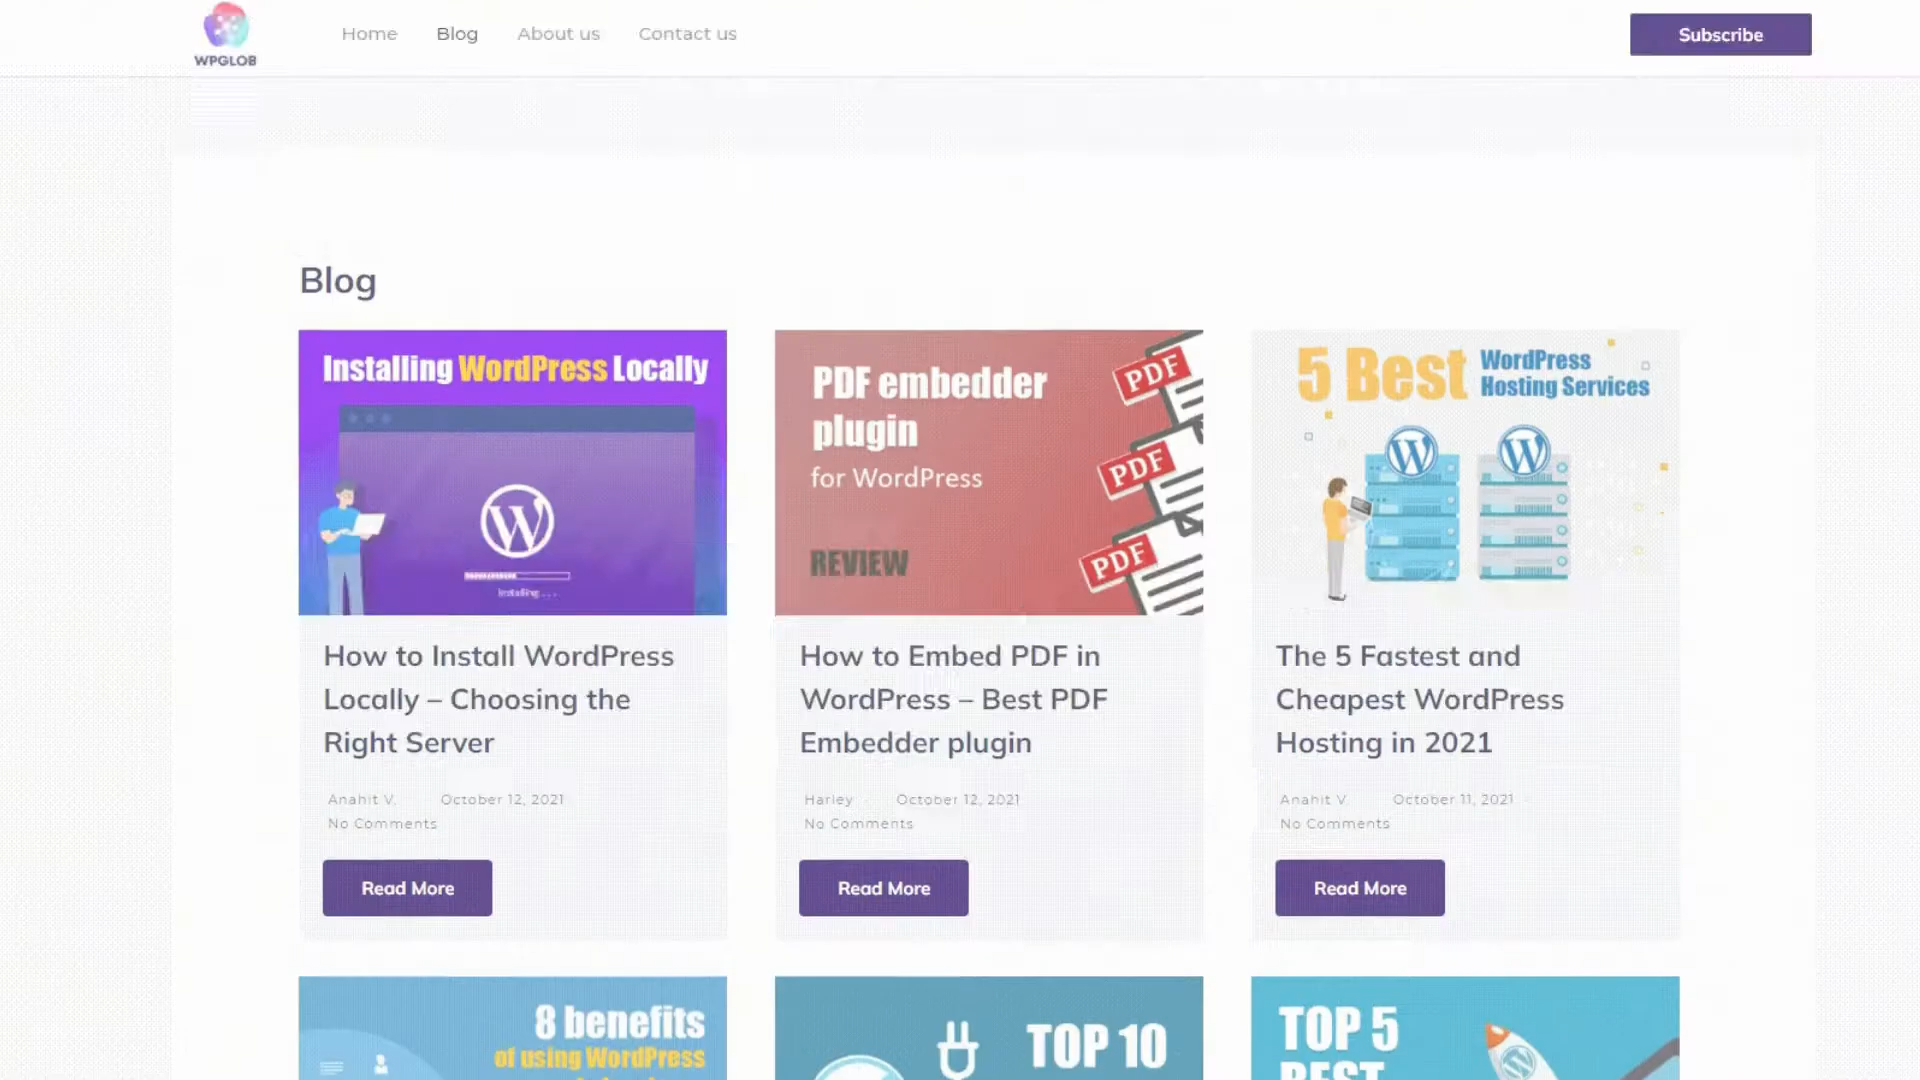 WPGLOB
Home Blog About us Contact us
Subscribe
Blog
Installing WordPress Locally
Installing...
How to Install WordPress
Locally – Choosing the
Right Server
Anahit V. October 12, 2021
No Comments
Read More
PDF embedder
plugin
for WordPress
REVIEW
PDF
PDF
PDF
How to Embed PDF in
WordPress – Best PDF
Embedder plugin
Harley October 12, 2021
No Comments
Read More
5 Best WordPress
Hosting Services
The 5 Fastest and
Cheapest WordPress
Hosting in 2021
Anahit V October 11, 2021
No Comments
Read More
8 benefits
of using WordPress
TOP 10
TOP 5
BEST